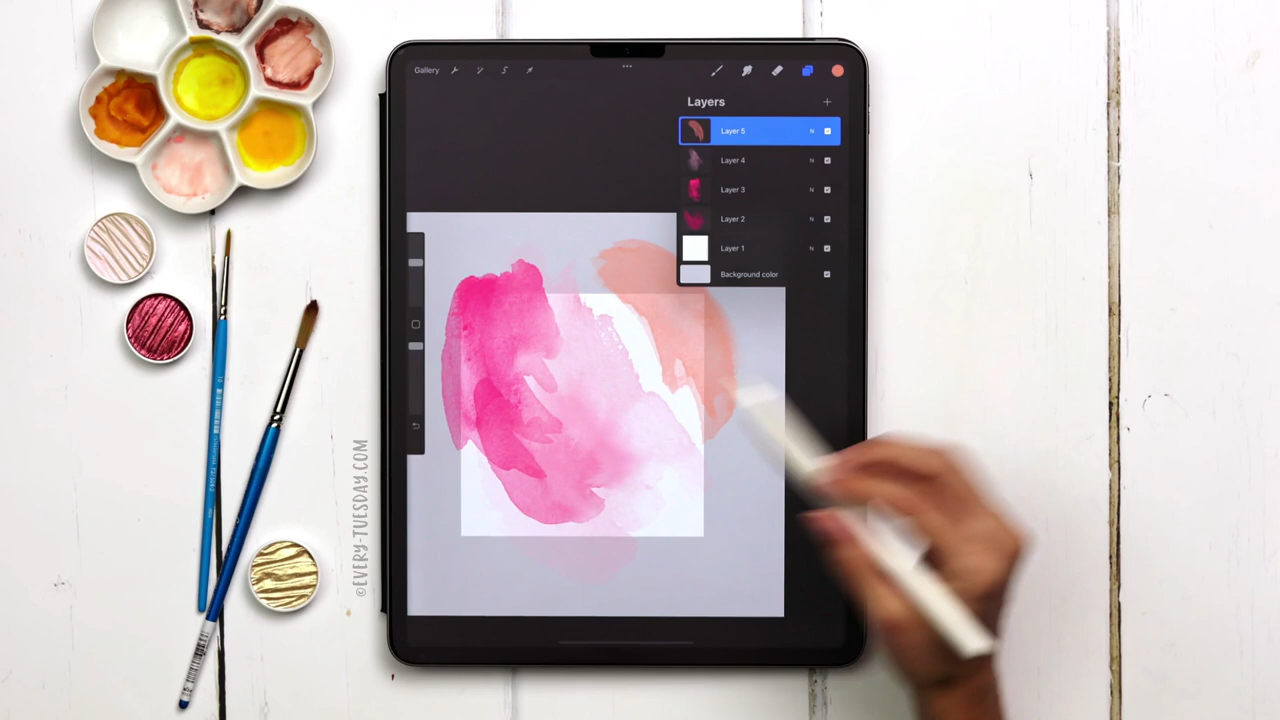 Gallery
Layers
Layer 5
N
Layer 4
N
Layer 3
N
Layer 2
N
Layer 1
N
Background color
©EVERY-TUESDAY.COM